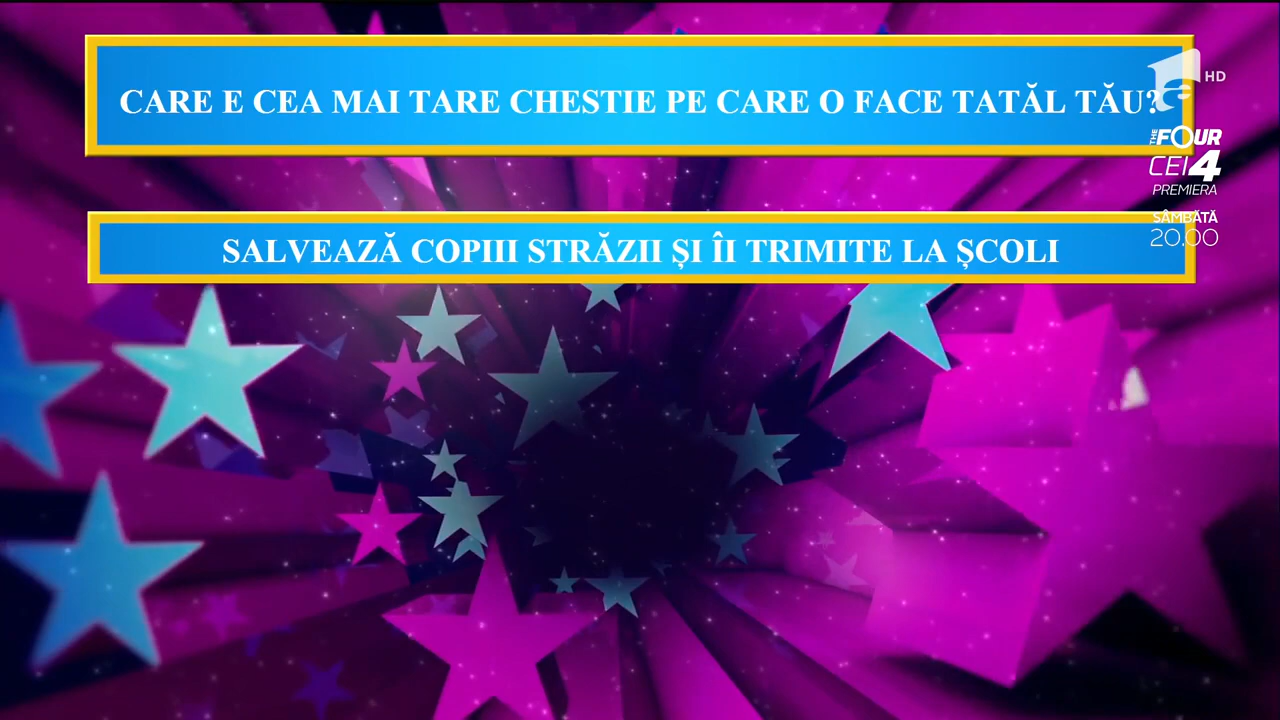 CARE E CEA MAI TARE CHESTIE PE CARE O FACE TATĂL TĂU?
HD
THE FOUR
CEI 4
PREMIERA
SÂMBĂTĂ
20.00
SALVEAZĂ COPIII STRĂZII ȘI ÎI TRIMITE LA ȘCOLI